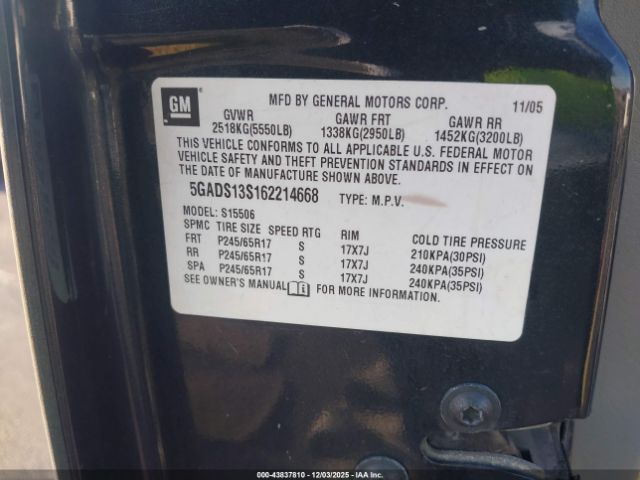 GM
MFD BY GENERAL MOTORS CORP. 11/05
GVWR GAWR FRT GAWR RR
2518KG(5550LB) 1338KG(2950LB) 1452KG(3200LB)
THIS VEHICLE CONFORMS TO ALL APPLICABLE U.S. FEDERAL MOTOR
VEHICLE SAFETY AND THEFT PREVENTION STANDARDS IN EFFECT ON
THE DATE OF MANUFACTURE SHOWN ABOVE.
5GADS13S162214668 TYPE: M.P.V.
MODEL: S15506
SPMC TIRE SIZE SPEED RTG RIM COLD TIRE PRESSURE
FRT P245/65R17 S 17X7J 210KPA(30PSI)
RR P245/65R17 S 17X7J 240KPA(35PSI)
SPA P245/65R17 S 17X7J 240KPA(35PSI)
SEE OWNER'S MANUAL FOR MORE INFORMATION.
000-43837810 - 12/03/2025 - IAAI.COM